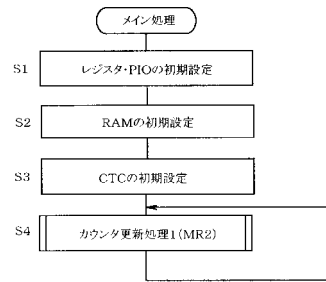 メイン処理
S1 レジスタ・PIOの初期設定
S2 RAMの初期設定
S3 CTCの初期設定
S4 カウンタ更新処理1(MR2)